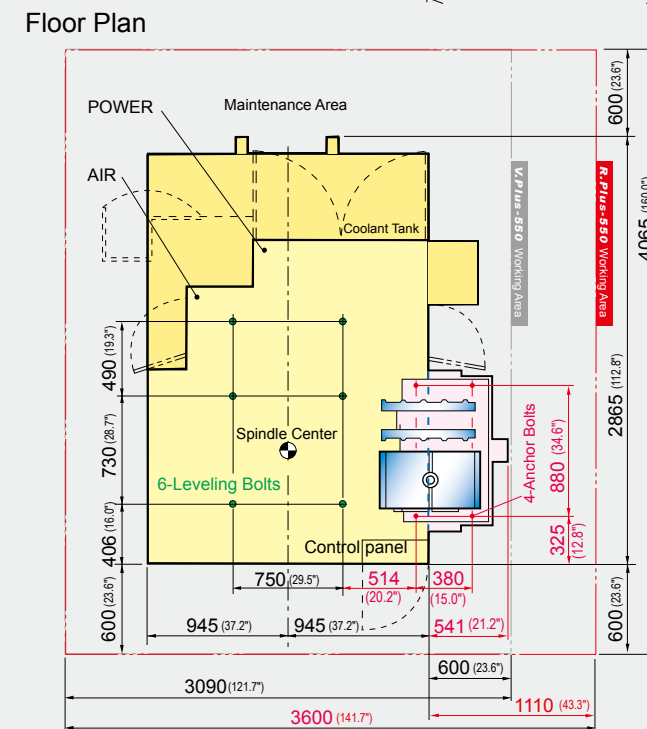 Floor Plan
POWER
Maintenance Area
AIR
Coolant Tank
V.Plus-550 Working Area
R.Plus-550 Working Area
600 (23.6")
4065 (160.0")
2865 (112.8")
490 (19.3")
730 (28.7")
406 (16.0")
600 (23.6")
Spindle Center
6-Leveling Bolts
4-Anchor Bolts
880 (34.6")
325
(12.8")
Control panel
750 (29.5")
514
(20.2")
380
(15.0")
945 (37.2")
945 (37.2")
541 (21.2")
600 (23.6")
600 (23.6")
3090 (121.7")
1110 (43.3")
3600 (141.7")